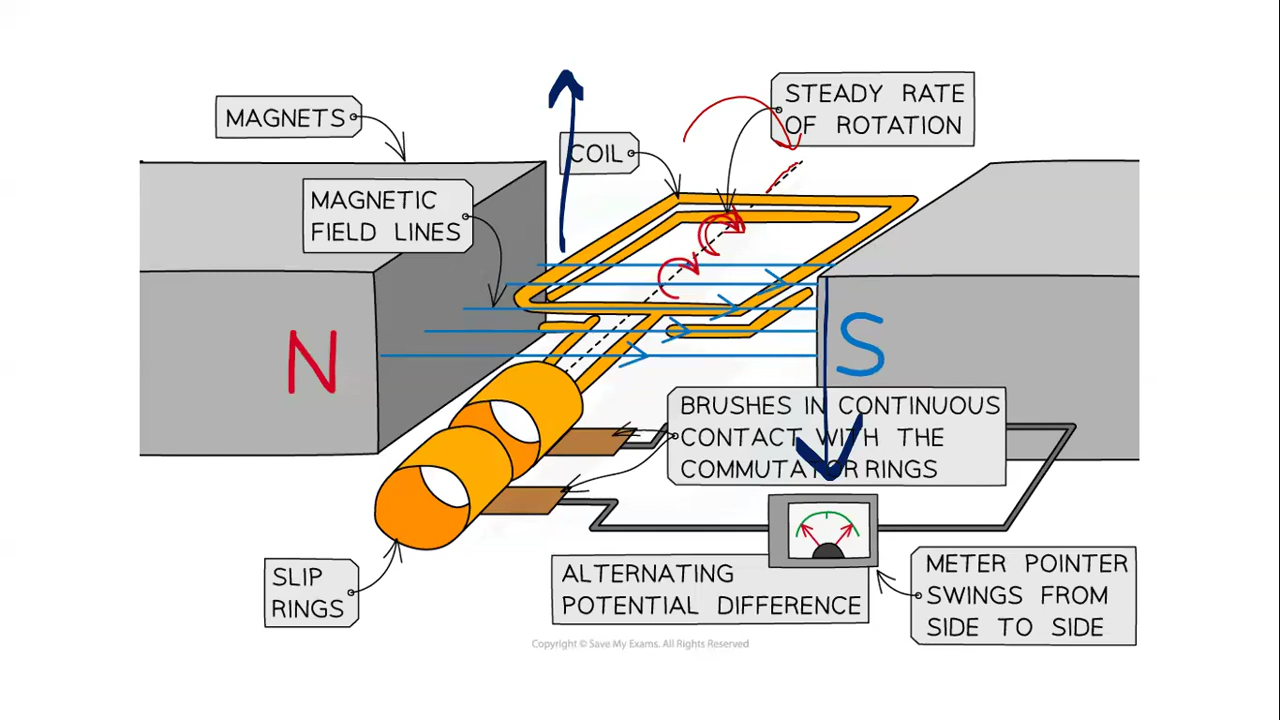 MAGNETS
STEADY RATE
OF ROTATION
COIL
MAGNETIC
FIELD LINES
N
S
BRUSHES IN CONTINUOUS
CONTACT WITH THE
COMMUTATOR RINGS
SLIP
RINGS
ALTERNATING
POTENTIAL DIFFERENCE
METER POINTER
SWINGS FROM
SIDE TO SIDE
Copyright © Save My Exams. All Rights Reserved